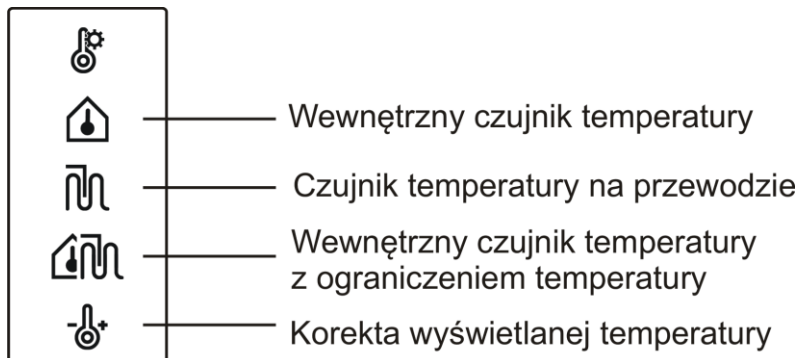 Wewnętrzny czujnik temperatury
Czujnik temperatury na przewodzie
Wewnętrzny czujnik temperatury
z ograniczeniem temperatury
Korekta wyświetlanej temperatury